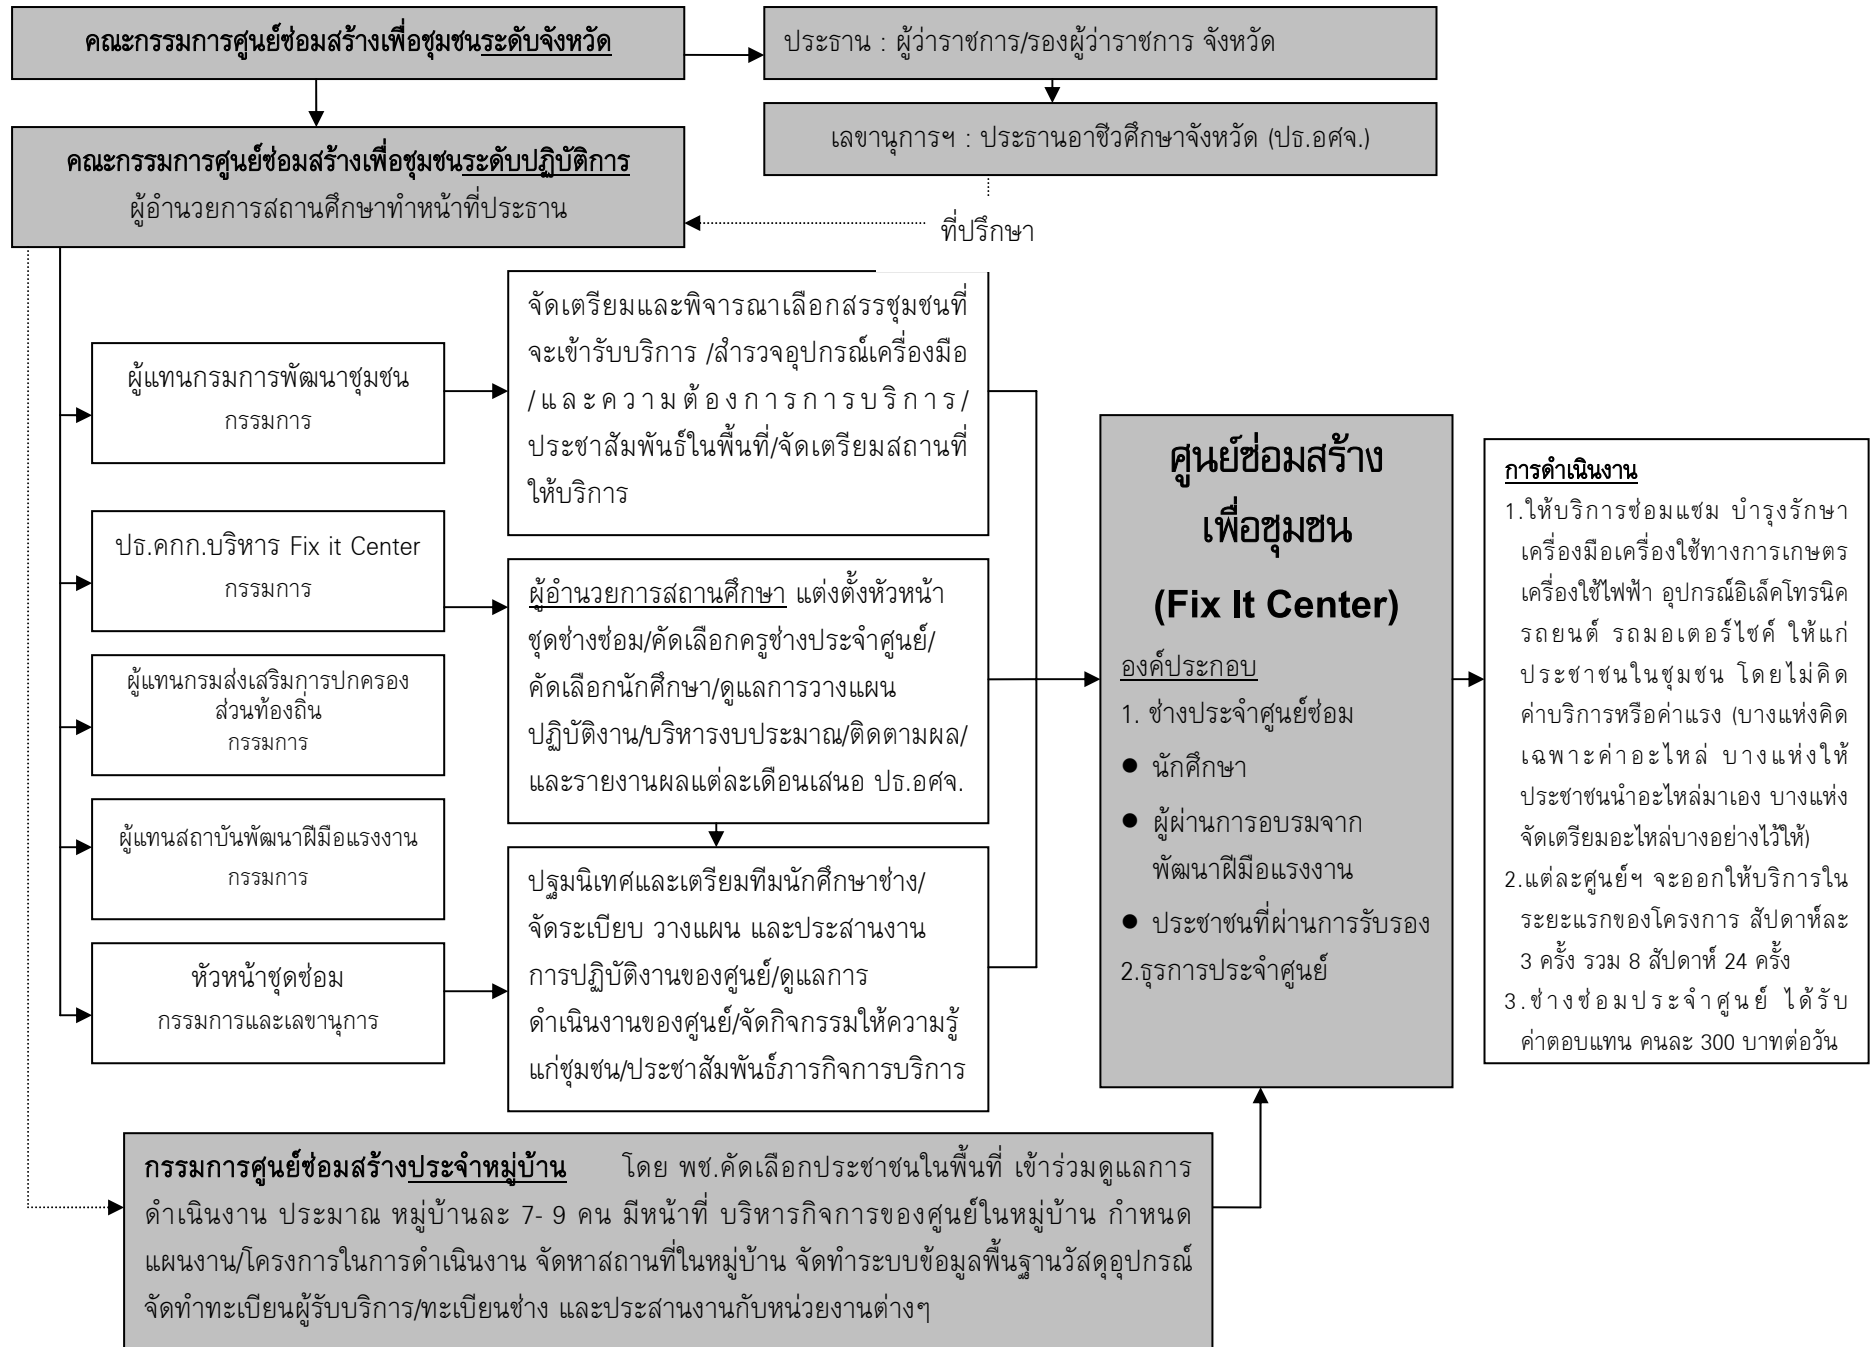 คณะกรรมการศูนย์ซ่อมสร้างเพื่อชุมชนระดับจังหวัด
ประธาน : ผู้ว่าราชการ/รองผู้ว่าราชการ จังหวัด
เลขานุการฯ : ประธานอาชีวศึกษาจังหวัด (ปธ.อศจ.)
คณะกรรมการศูนย์ซ่อมสร้างเพื่อชุมชนระดับปฏิบัติการ
ผู้อำนวยการสถานศึกษาทำหน้าที่ประธาน
ที่ปรึกษา
ผู้แทนกรมการพัฒนาชุมชน
กรรมการ
ปธ.คกก.บริหาร Fix it Center
กรรมการ
ผู้แทนกรมส่งเสริมการปกครอง
ส่วนท้องถิ่น
กรรมการ
ผู้แทนสถาบันพัฒนาฝีมือแรงงาน
กรรมการ
หัวหน้าชุดซ่อม
กรรมการและเลขานุการ
จัดเตรียมและพิจารณาเลือกสรรชุมชนที่
จะเข้ารับบริการ /สำรวจอุปกรณ์เครื่องมือ
/และความต้องการการบริการ/
ประชาสัมพันธ์ในพื้นที่/จัดเตรียมสถานที่
ให้บริการ
ผู้อำนวยการสถานศึกษา แต่งตั้งหัวหน้า
ชุดช่างซ่อม/คัดเลือกครูช่างประจำศูนย์/
คัดเลือกนักศึกษา/ดูแลการวางแผน
ปฏิบัติงาน/บริหารงบประมาณ/ติดตามผล/
และรายงานผลแต่ละเดือนเสนอ ปธ.อศจ.
ปฐมนิเทศและเตรียมทีมนักศึกษาช่าง/
จัดระเบียบ วางแผน และประสานงาน
การปฏิบัติงานของศูนย์/ดูแลการ
ดำเนินงานของศูนย์/จัดกิจกรรมให้ความรู้
แก่ชุมชน/ประชาสัมพันธ์ภารกิจการบริการ
ศูนย์ซ่อมสร้าง
เพื่อชุมชน
(Fix It Center)
องค์ประกอบ
1. ช่างประจำศูนย์ซ่อม
● นักศึกษา
● ผู้ผ่านการอบรมจาก
พัฒนาฝีมือแรงงาน
● ประชาชนที่ผ่านการรับรอง
2.ธุรการประจำศูนย์
การดำเนินงาน
1.ให้บริการซ่อมแซม บำรุงรักษา
เครื่องมือเครื่องใช้ทางการเกษตร
เครื่องใช้ไฟฟ้า อุปกรณ์อิเล็คโทรนิค
รถยนต์ รถมอเตอร์ไซค์ ให้แก่
ประชาชนในชุมชน โดยไม่คิด
ค่าบริการหรือค่าแรง (บางแห่งคิด
เฉพาะค่าอะไหล่ บางแห่งให้
ประชาชนนำอะไหล่มาเอง บางแห่ง
จัดเตรียมอะไหล่บางอย่างไว้ให้)
2.แต่ละศูนย์ฯ จะออกให้บริการใน
ระยะแรกของโครงการ สัปดาห์ละ
3 ครั้ง รวม 8 สัปดาห์ 24 ครั้ง
3.ช่างซ่อมประจำศูนย์ ได้รับ
ค่าตอบแทน คนละ 300 บาทต่อวัน
กรรมการศูนย์ซ่อมสร้างประจำหมู่บ้าน โดย พช.คัดเลือกประชาชนในพื้นที่ เข้าร่วมดูแลการ
ดำเนินงาน ประมาณ หมู่บ้านละ 7- 9 คน มีหน้าที่ บริหารกิจการของศูนย์ในหมู่บ้าน กำหนด
แผนงาน/โครงการในการดำเนินงาน จัดหาสถานที่ในหมู่บ้าน จัดทำระบบข้อมูลพื้นฐานวัสดุอุปกรณ์
จัดทำทะเบียนผู้รับบริการ/ทะเบียนช่าง และประสานงานกับหน่วยงานต่างๆ